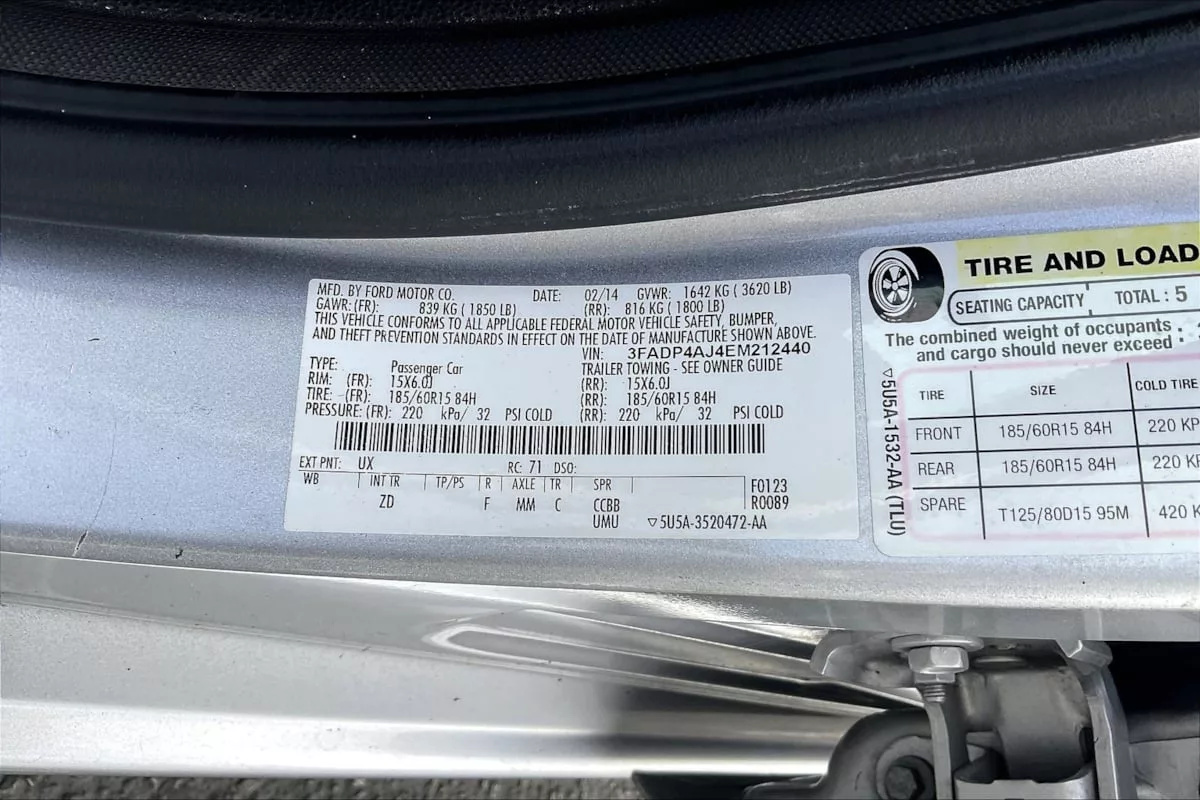 MFD. BY FORD MOTOR CO. DATE: 02/14 GVWR: 1642 KG ( 3620 LB)
GAWR: (FR): 839 KG ( 1850 LB) (RR): 816 KG ( 1800 LB)
THIS VEHICLE CONFORMS TO ALL APPLICABLE FEDERAL MOTOR VEHICLE SAFETY, BUMPER,
AND THEFT PREVENTION STANDARDS IN EFFECT ON THE DATE OF MANUFACTURE SHOWN ABOVE.
VIN: 3FADP4AJ4EM212440
TYPE: Passenger Car TRAILER TOWING - SEE OWNER GUIDE
RIM: (FR): 15X6.0J (RR): 15X6.0J
TIRE: (FR): 185/60R15 84H (RR): 185/60R15 84H
PRESSURE: (FR): 220 kPa/ 32 PSI COLD (RR): 220 kPa/ 32 PSI COLD
EXT PNT: UX RC: 71 DSO:
WB INT TR TP/PS R AXLE TR SPR F0123
ZD F MM C CCBB R0089
UMU ▽5U5A-3520472-AA
TIRE AND LOAD
SEATING CAPACITY TOTAL : 5
The combined weight of occupants
and cargo should never exceed
▽5U5A-1532-AA (TLU)
TIRE SIZE COLD TIRE
FRONT 185/60R15 84H 220 KP
REAR 185/60R15 84H 220 KP
SPARE T125/80D15 95M 420 K